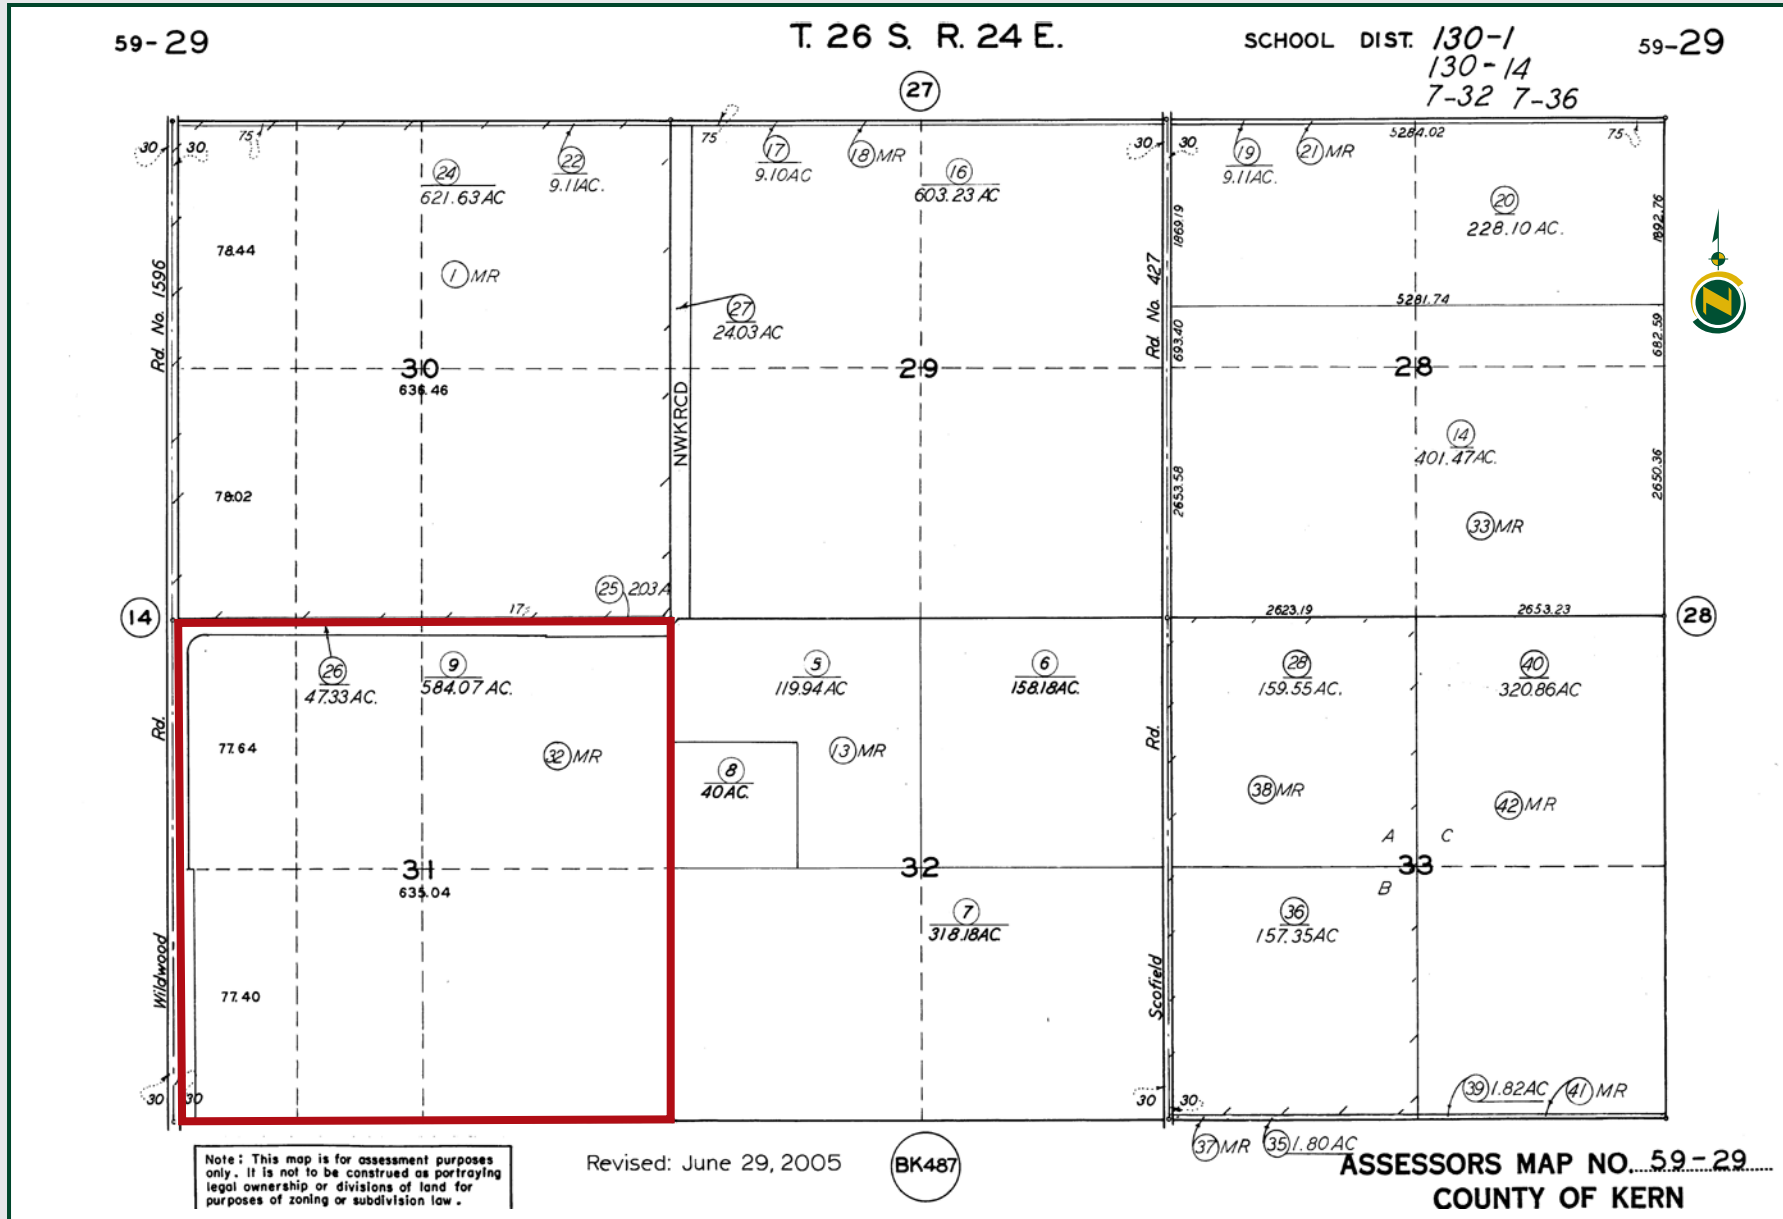 59-29
T. 26 S. R. 24 E.
SCHOOL DIST. 130-1
59-29
130-14
7-32 7-36
27
75
75
5284.02
75
30
30
30
30
24
621.63 AC
22
9.11AC.
17
9.10AC
18 MR
16
603.23 AC
19
9.11AC.
21 MR
20
228.10 AC.
1869.19
1892.76
78.44
1 MR
Rd. No. 1596
Rd. No. 427
27
24.03 AC
5281.74
693.40
682.59
N
30
636.46
29
28
NWKRCD
14
401.47AC.
78.02
2653.58
2650.36
33 MR
25 2.03 A
17
2623.19
2653.23
14
28
26
47.33 AC.
9
584.07 AC.
5
119.94 AC
6
158.18AC.
28
159.55AC.
40
320.86AC
Rd.
77.64
32 MR
13 MR
Rd.
8
40 AC.
38 MR
42 MR
A
C
31
635.04
32
33
B
7
318.18AC.
36
157.35AC
Wildwood
77.40
Scofield
30
30
30
30
39 1.82AC
41 MR
37 MR
35 1.80 AC
Note: This map is for assessment purposes
only. It is not to be construed as portraying
legal ownership or divisions of land for
purposes of zoning or subdivision law.
Revised: June 29, 2005
BK487
ASSESSORS MAP NO. 59-29
COUNTY OF KERN